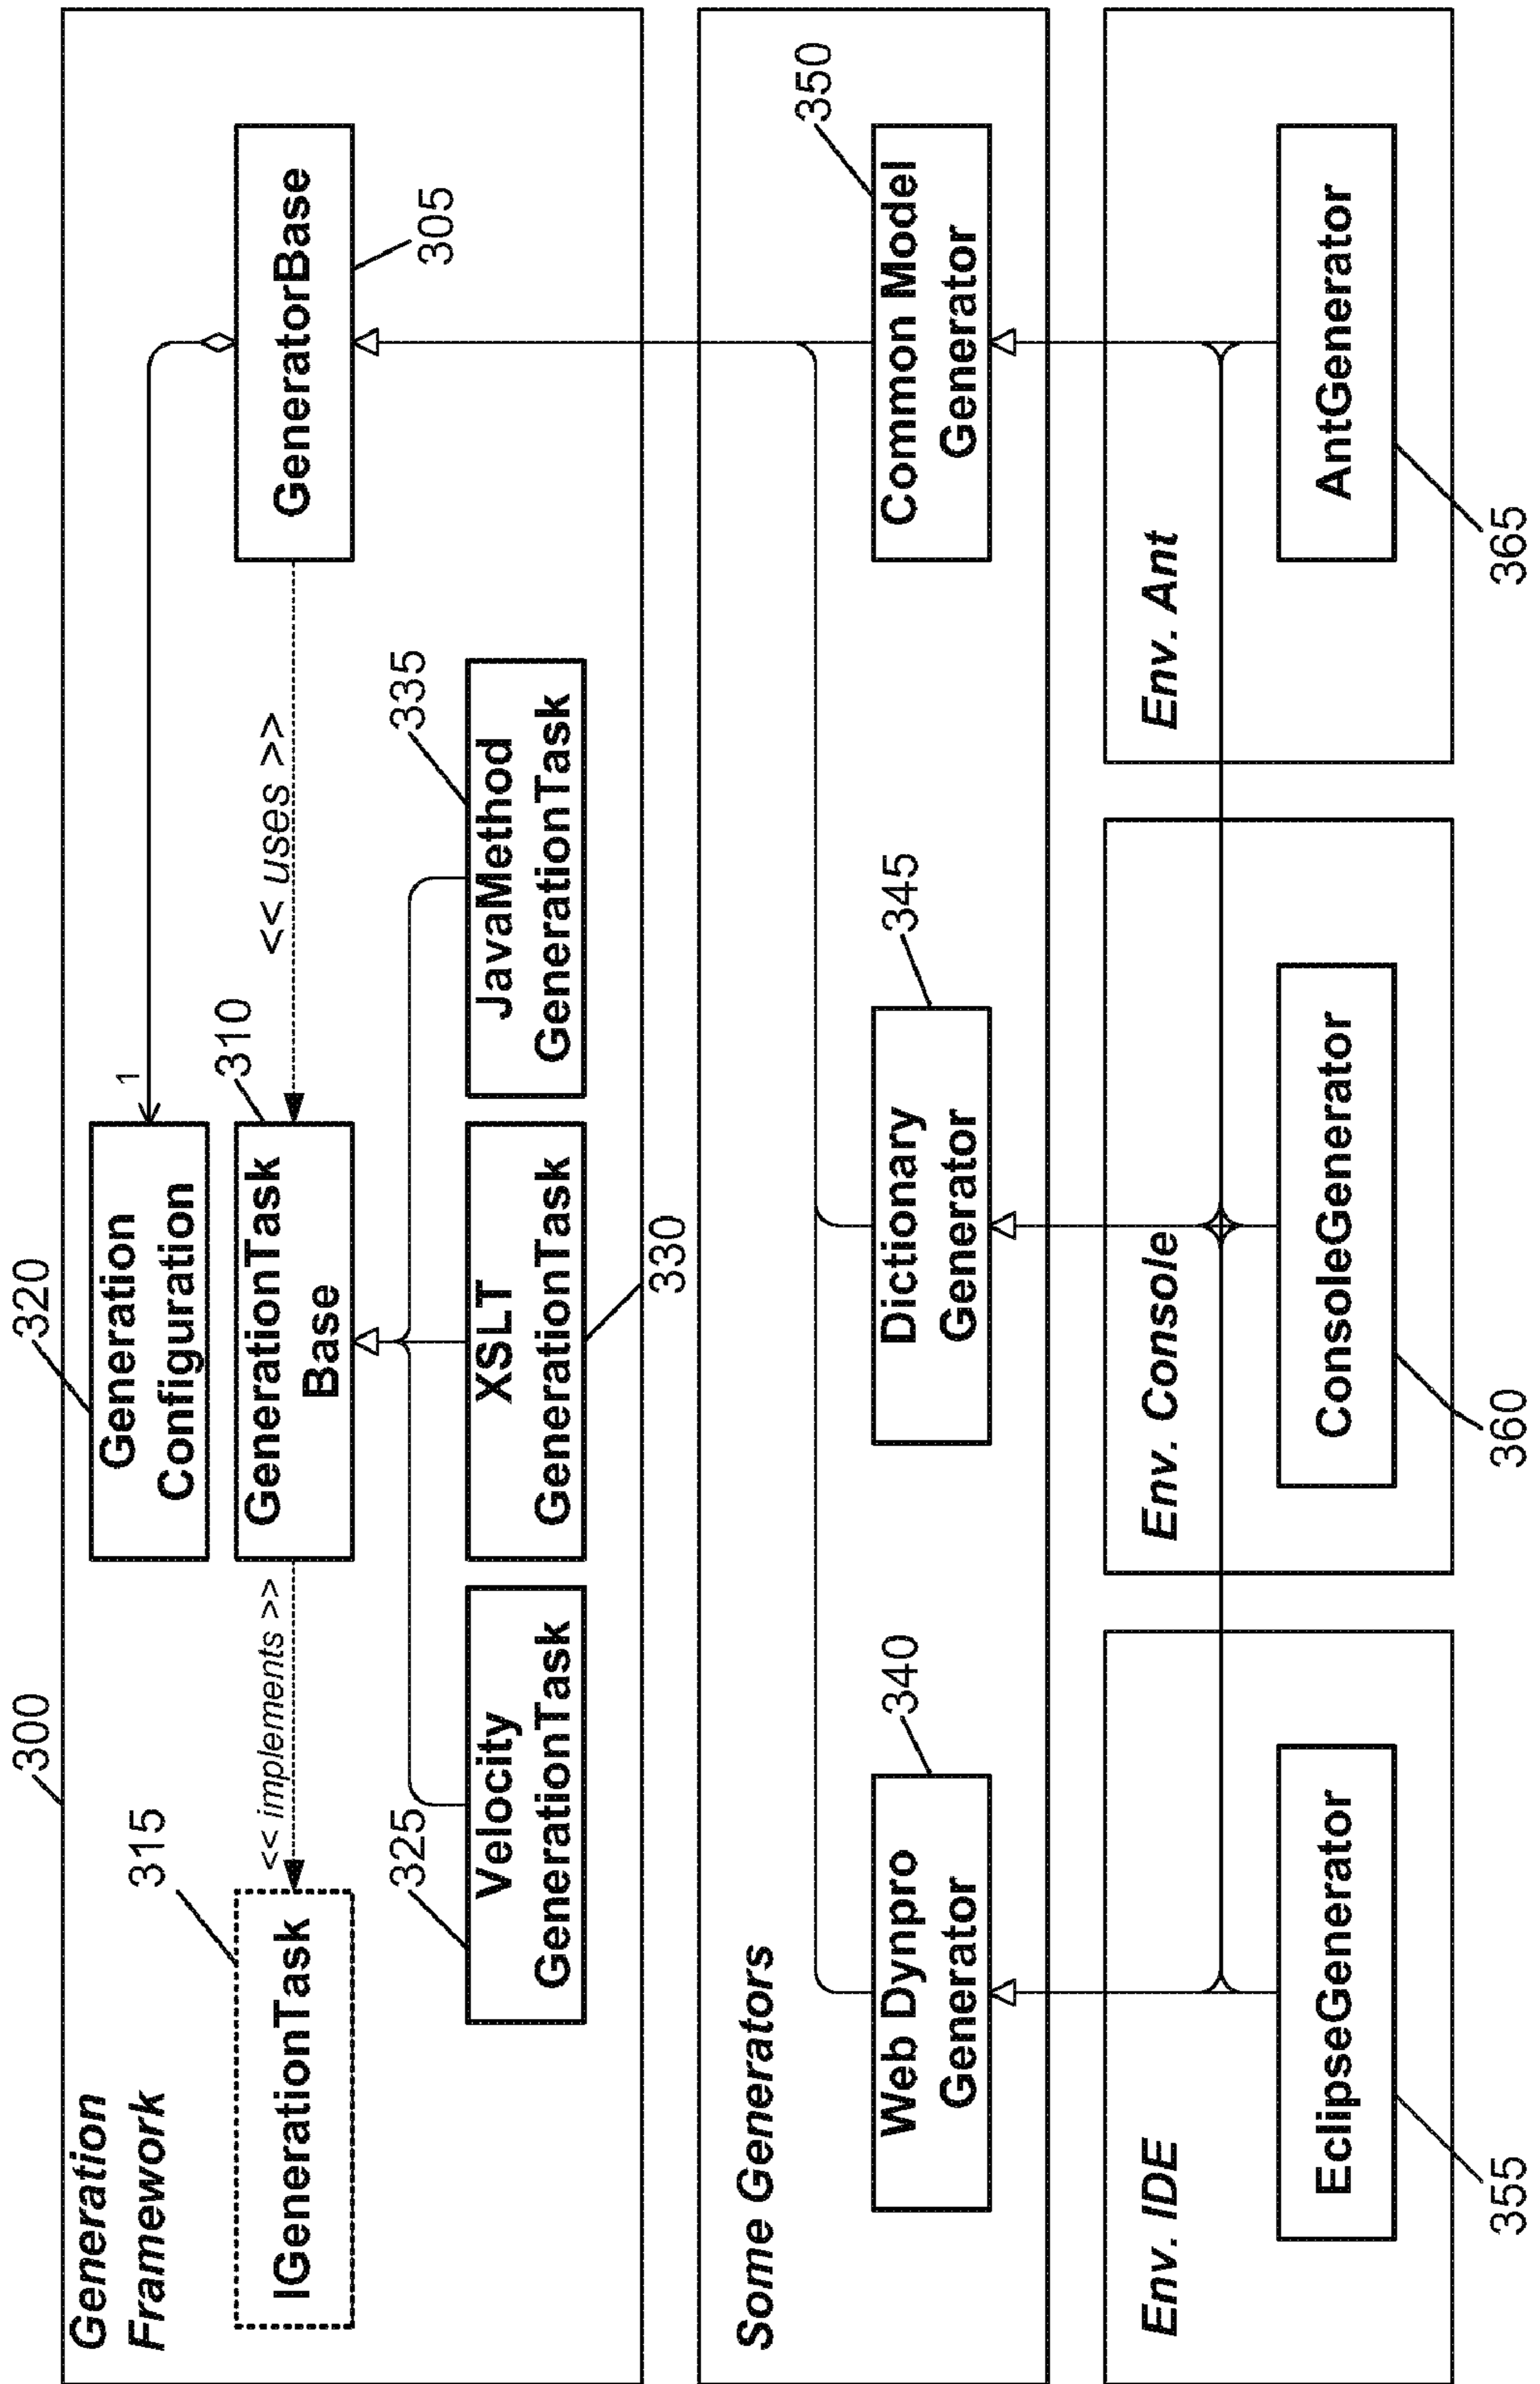 300
320
Generation
Framework
Generation
Configuration
1
315
310
<< implements >>
<< uses >>
IGenerationTask
GenerationTask
Base
GeneratorBase
305
325
335
Velocity
GenerationTask
XSLT
GenerationTask
JavaMethod
GenerationTask
330
Some Generators
340
345
350
Web Dynpro
Generator
Dictionary
Generator
Common Model
Generator
Env. IDE
Env. Console
Env. Ant
EclipseGenerator
ConsoleGenerator
AntGenerator
355
360
365